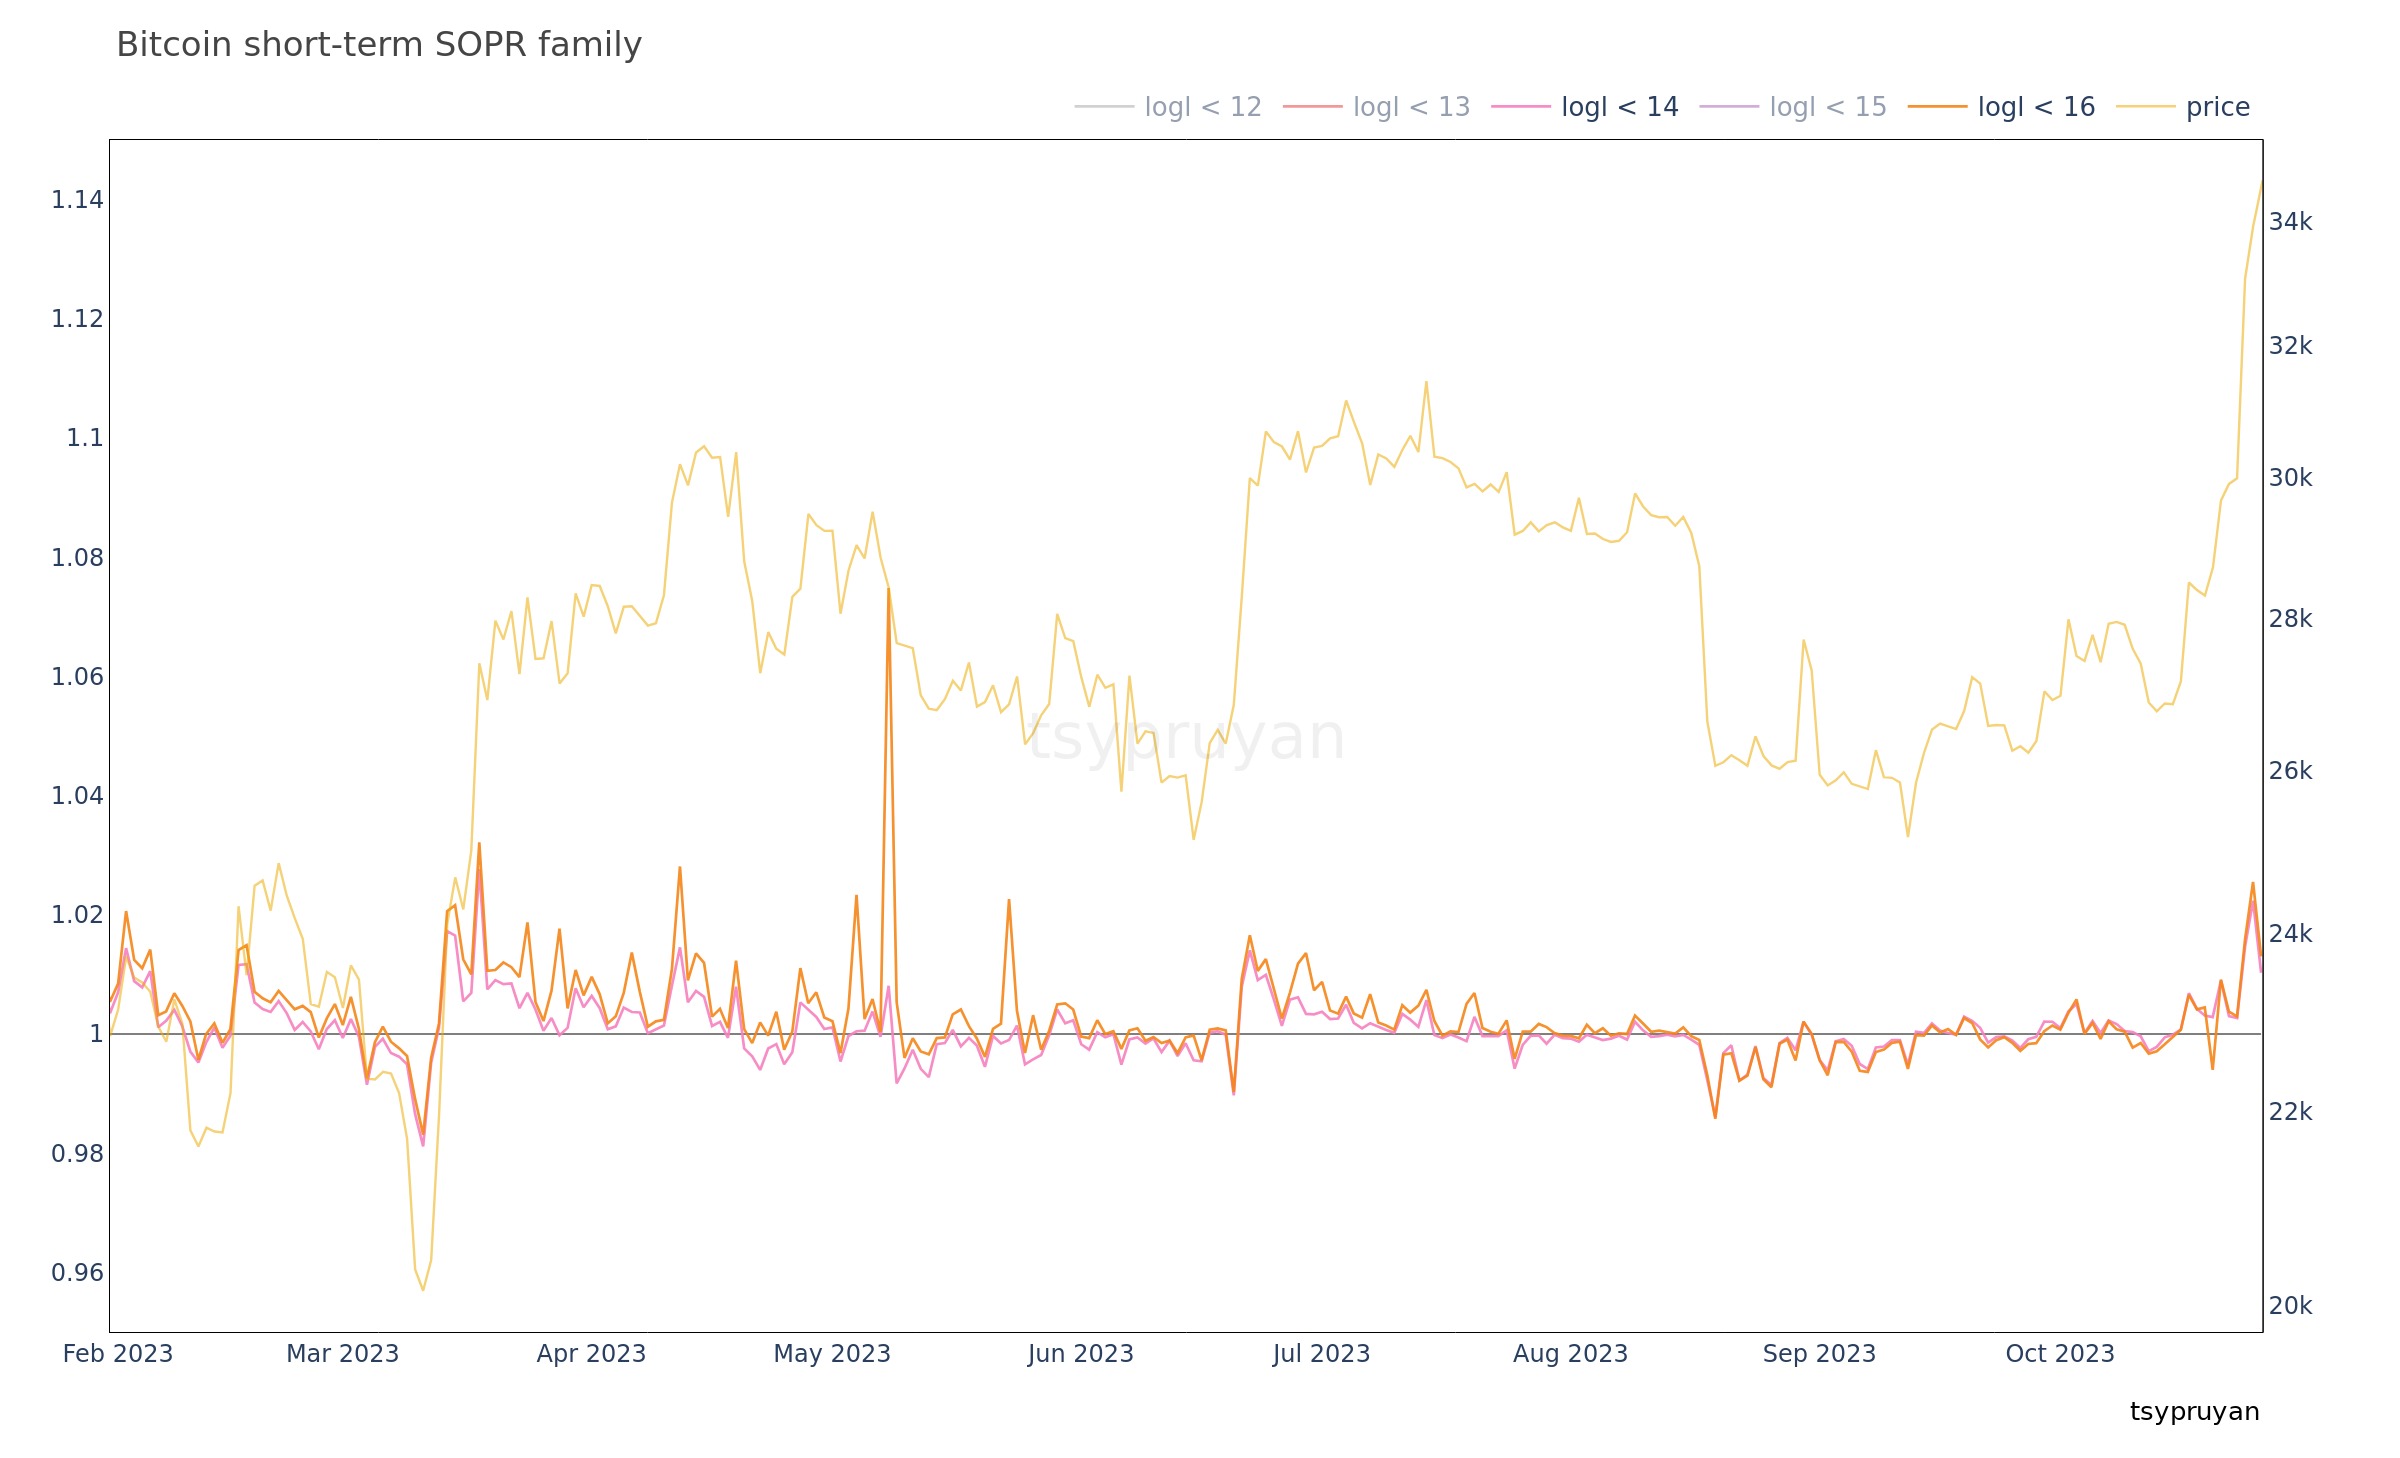 Bitcoin short-term SOPR family
logl < 12 logl < 13 logl < 14 logl < 15 logl < 16 price
1.14
1.12
1.1
1.08
1.06
1.04
1.02
1
0.98
0.96
34k
32k
30k
28k
26k
24k
22k
20k
tsypruyan
Feb 2023 Mar 2023 Apr 2023 May 2023 Jun 2023 Jul 2023 Aug 2023 Sep 2023 Oct 2023
tsypruyan